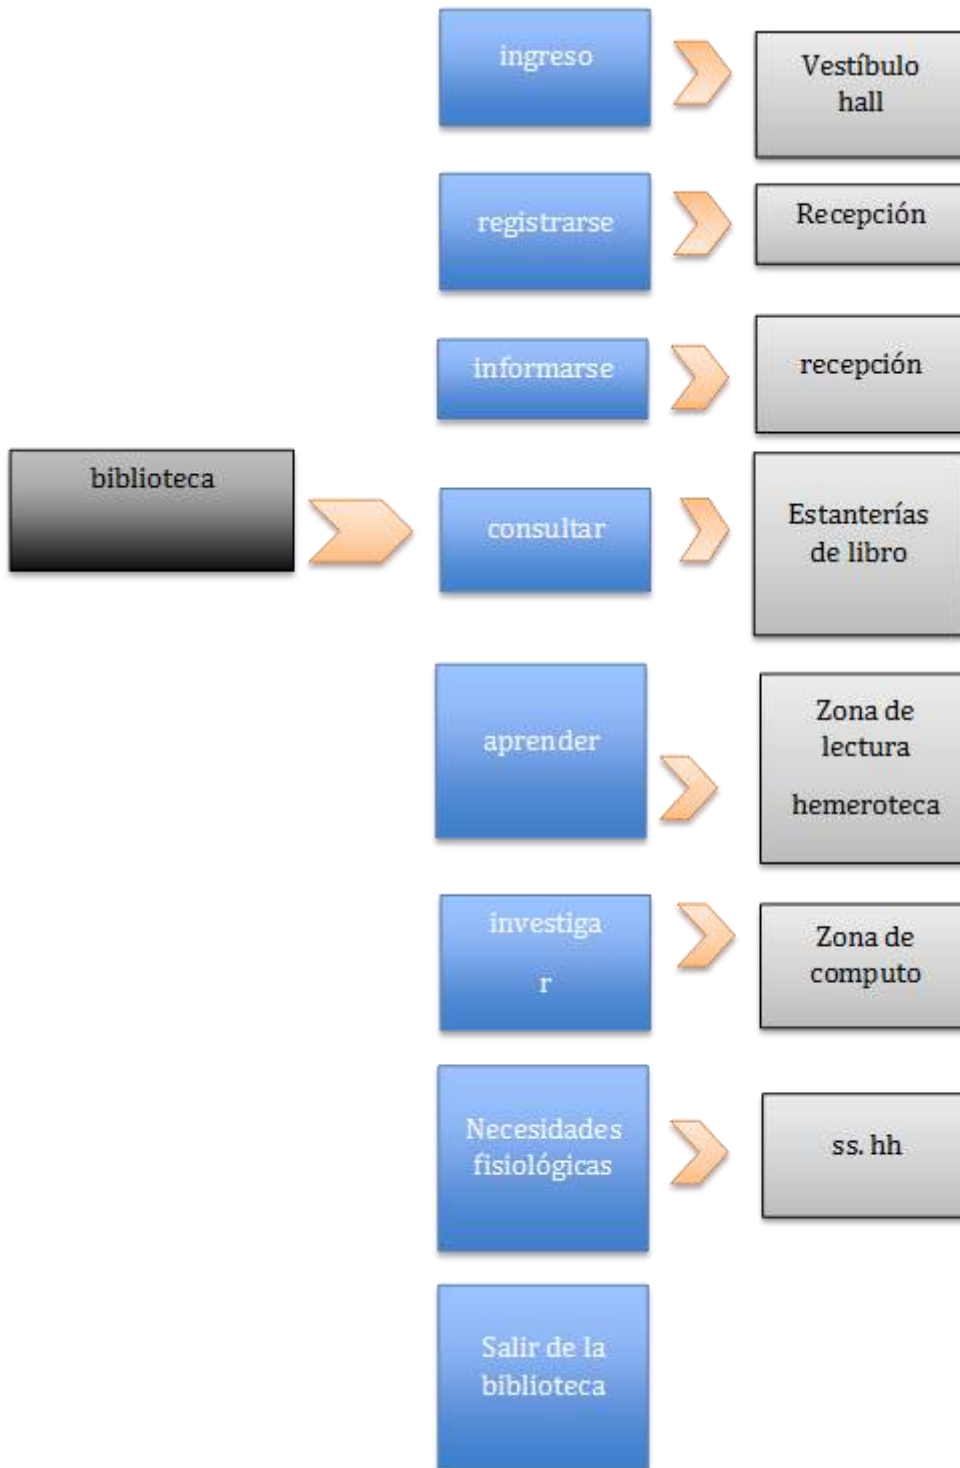 ingreso
Vestíbulo
hall
registrarse
Recepción
informarse
recepción
biblioteca
consultar
Estanterías
de libro
aprender
Zona de
lectura
hemeroteca
investiga
r
Zona de
computo
Necesidades
fisiológicas
ss. hh
Salir de la
biblioteca